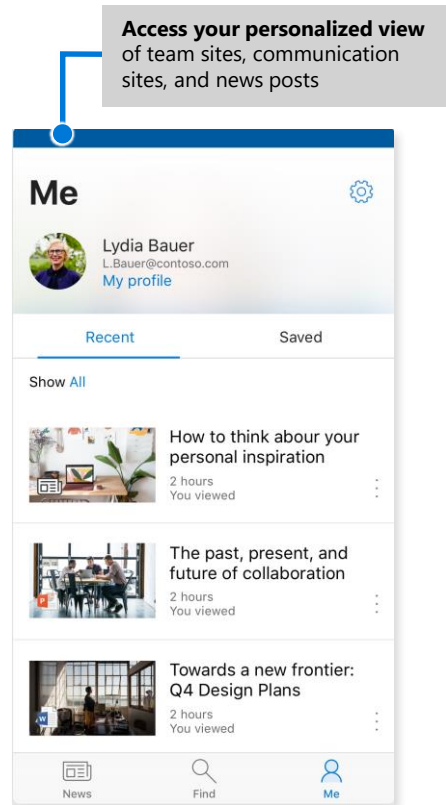 Access your personalized view
of team sites, communication
sites, and news posts
Me
Lydia Bauer
L.Bauer@contoso.com
My profile
Recent
Saved
Show All
How to think abour your
personal inspiration
2 hours
You viewed
The past, present, and
future of collaboration
2 hours
You viewed
P
Towards a new frontier:
Q4 Design Plans
2 hours
You viewed
W
News
Find
Me